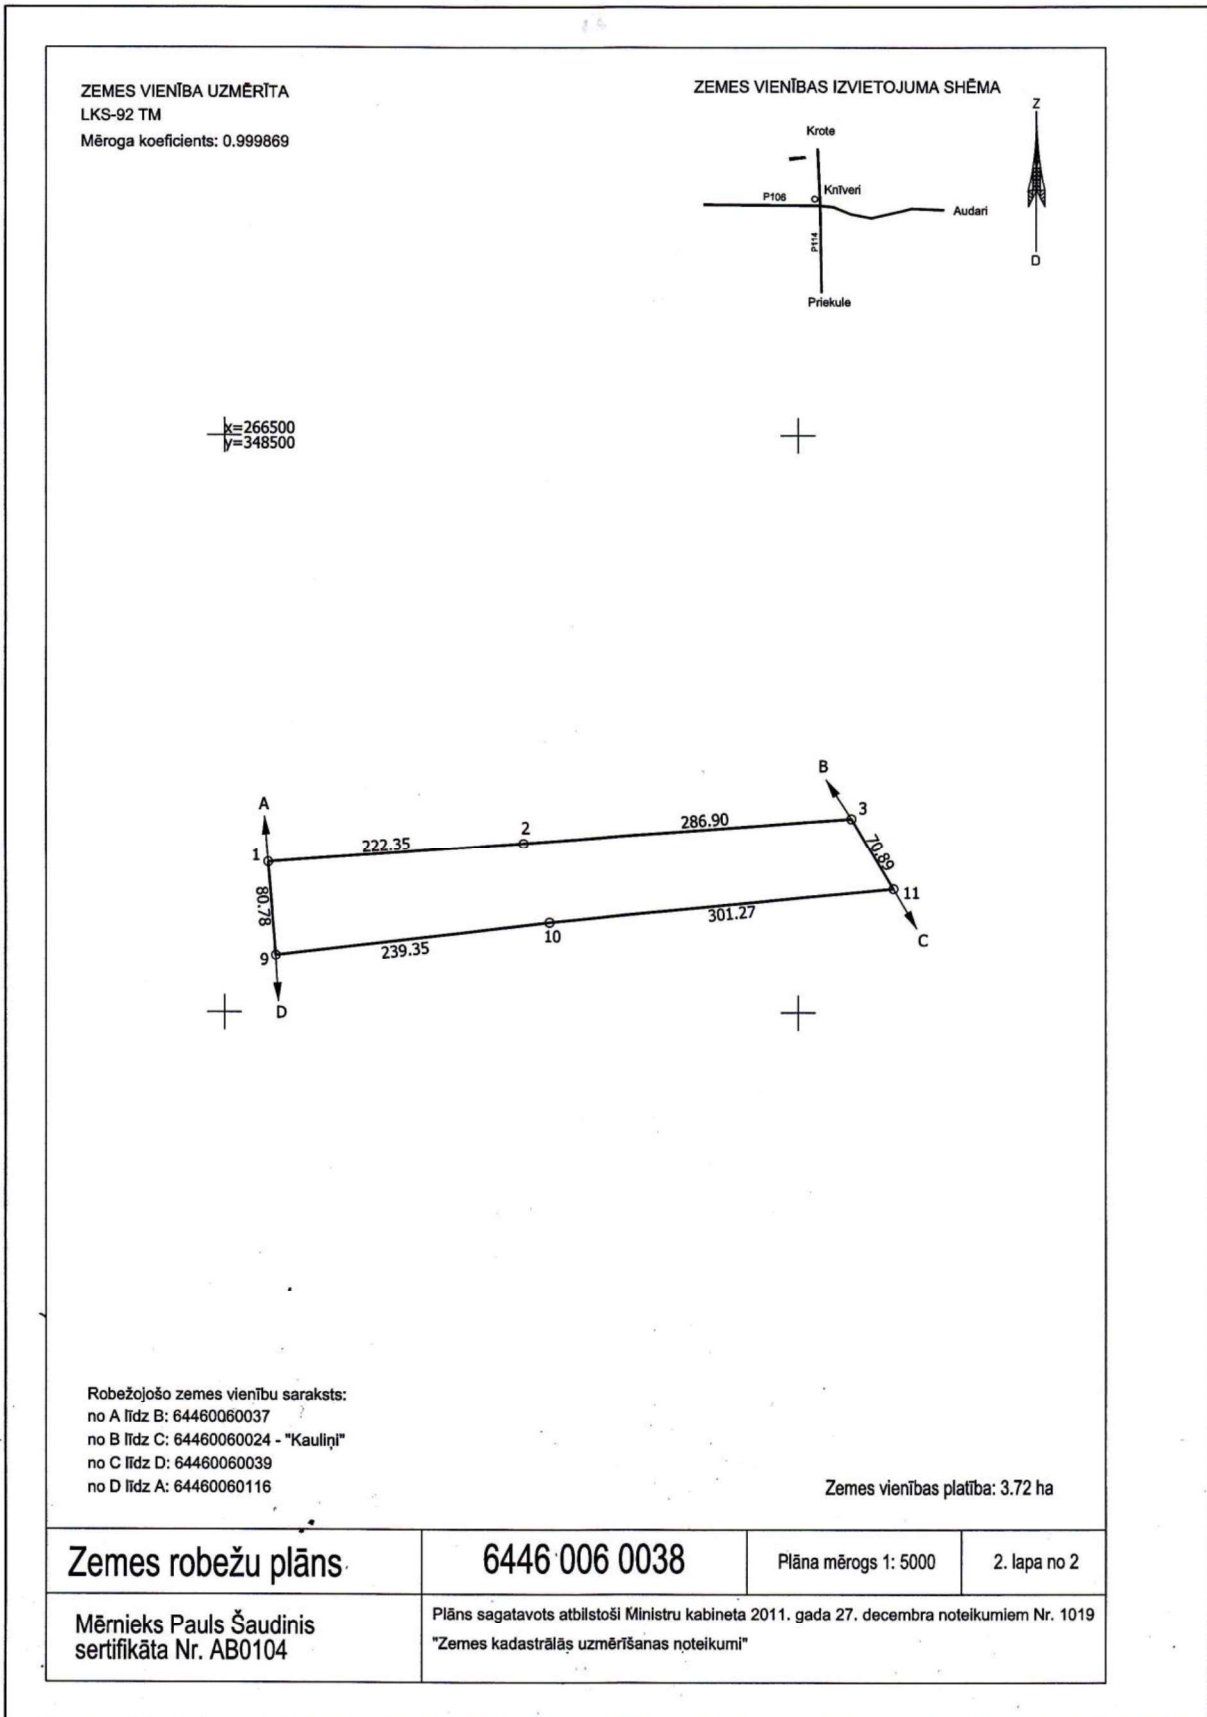 ZEMES VIENĪBA UZMĒRĪTA
LKS-92 TM
Mēroga koeficients: 0.999869
ZEMES VIENĪBAS IZVIETOJUMA SHĒMA
Z
Krote
Knīveri
P106
Audari
P114
D
Priekule
x=266500
y=348500
B
A
3
286.90
2
222.35
1
70.89
80.78
11
301.27
10
C
239.35
9
D
Robežojošo zemes vienību saraksts:
no A līdz B: 64460060037
no B līdz C: 64460060024 - "Kauliņi"
no C līdz D: 64460060039
no D līdz A: 64460060116
Zemes vienības platība: 3.72 ha
Zemes robežu plāns
6446 006 0038
Plāna mērogs 1: 5000
2. lapa no 2
Mērnieks Pauls Šaudinis
sertifikāta Nr. AB0104
Plāns sagatavots atbilstoši Ministru kabineta 2011. gada 27. decembra noteikumiem Nr. 1019
"Zemes kadastrālās uzmērīšanas noteikumi"